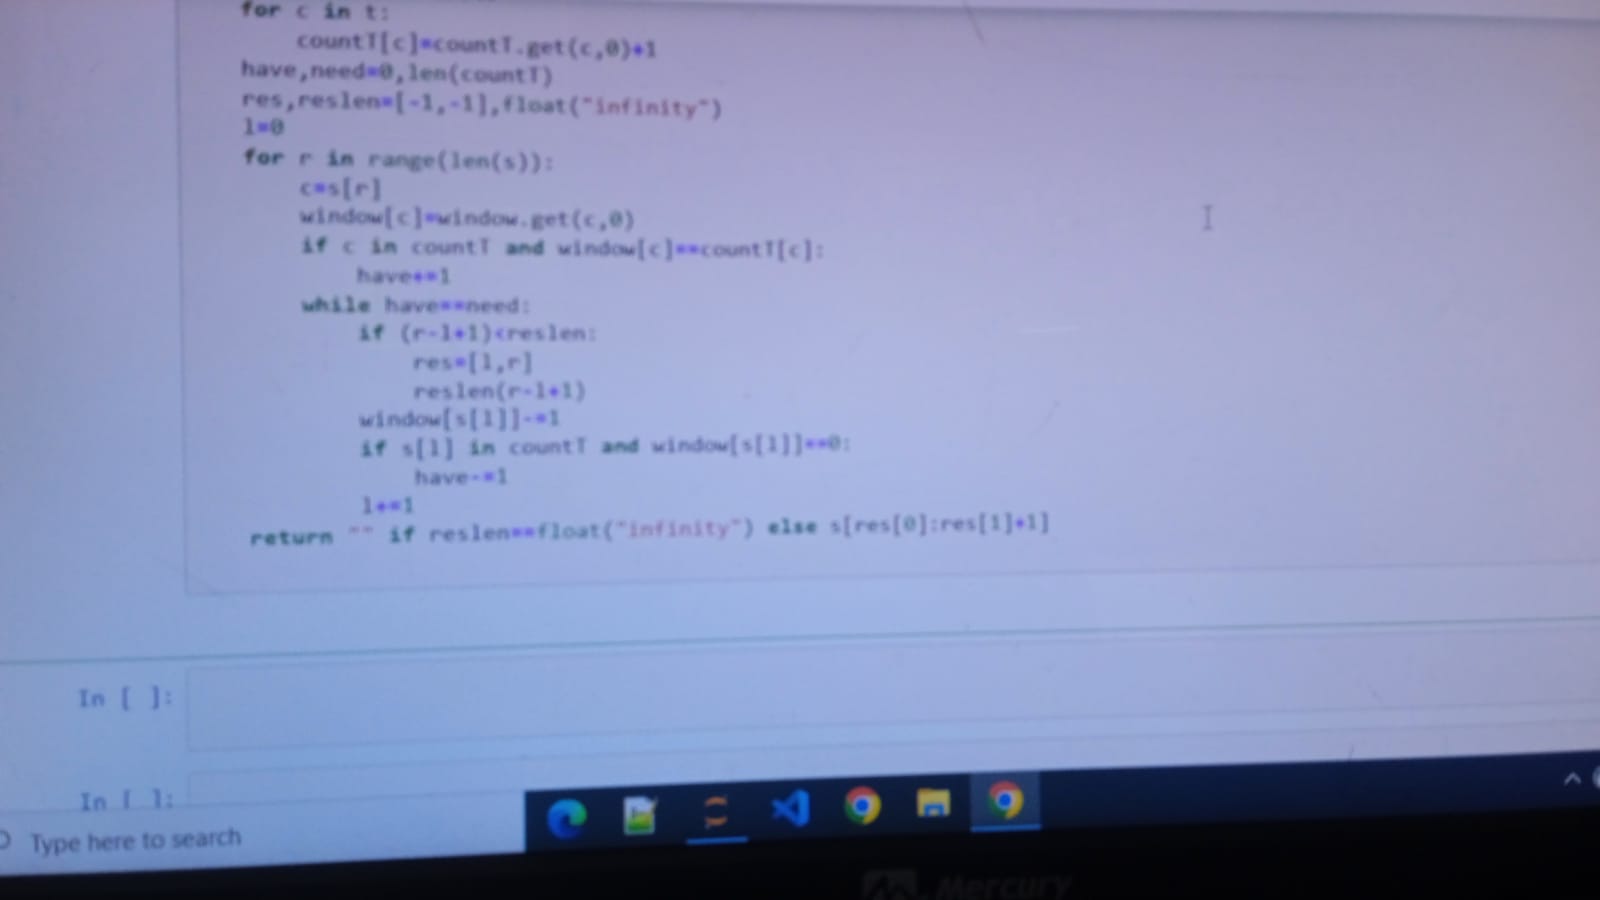 for c in t:
countT[c]=countT.get(c,0)+1
have,need=0,len(countT)
res,reslen=[-1,-1],float("infinity")
l=0
for r in range(len(s)):
c=s[r]
window[c]=window.get(c,0)
if c in countT and window[c]==countT[c]:
have+=1
while have==need:
if (r-l+1)<reslen:
res=[l,r]
reslen(r-l+1)
window[s[l]]-=1
if s[l] in countT and window[s[l]]==0:
have-=1
l+=1
return "" if reslen==float("infinity") else s[res[0]:res[1]+1]
In [ ]:
In [ ]:
Type here to search
Mercury